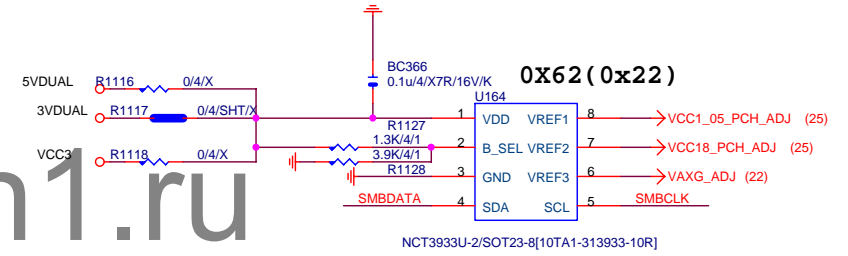 BC366
0.1u/4/X7R/16V/K
0X62(0x22)
5VDUAL R1116 0/4/X
U164
3VDUAL R1117 0/4/SHT/X
1 VDD VREF1 8 VCC1_05_PCH_ADJ (25)
R1127
1.3K/4/1
2 B_SEL VREF2 7 VCC18_PCH_ADJ (25)
VCC3 R1118 0/4/X
3.9K/4/1
R1128
3 GND VREF3 6 VAXG_ADJ (22)
SMBDATA 4 SDA SCL 5 SMBCLK
n1.ru
NCT3933U-2/SOT23-8[10TA1-313933-10R]